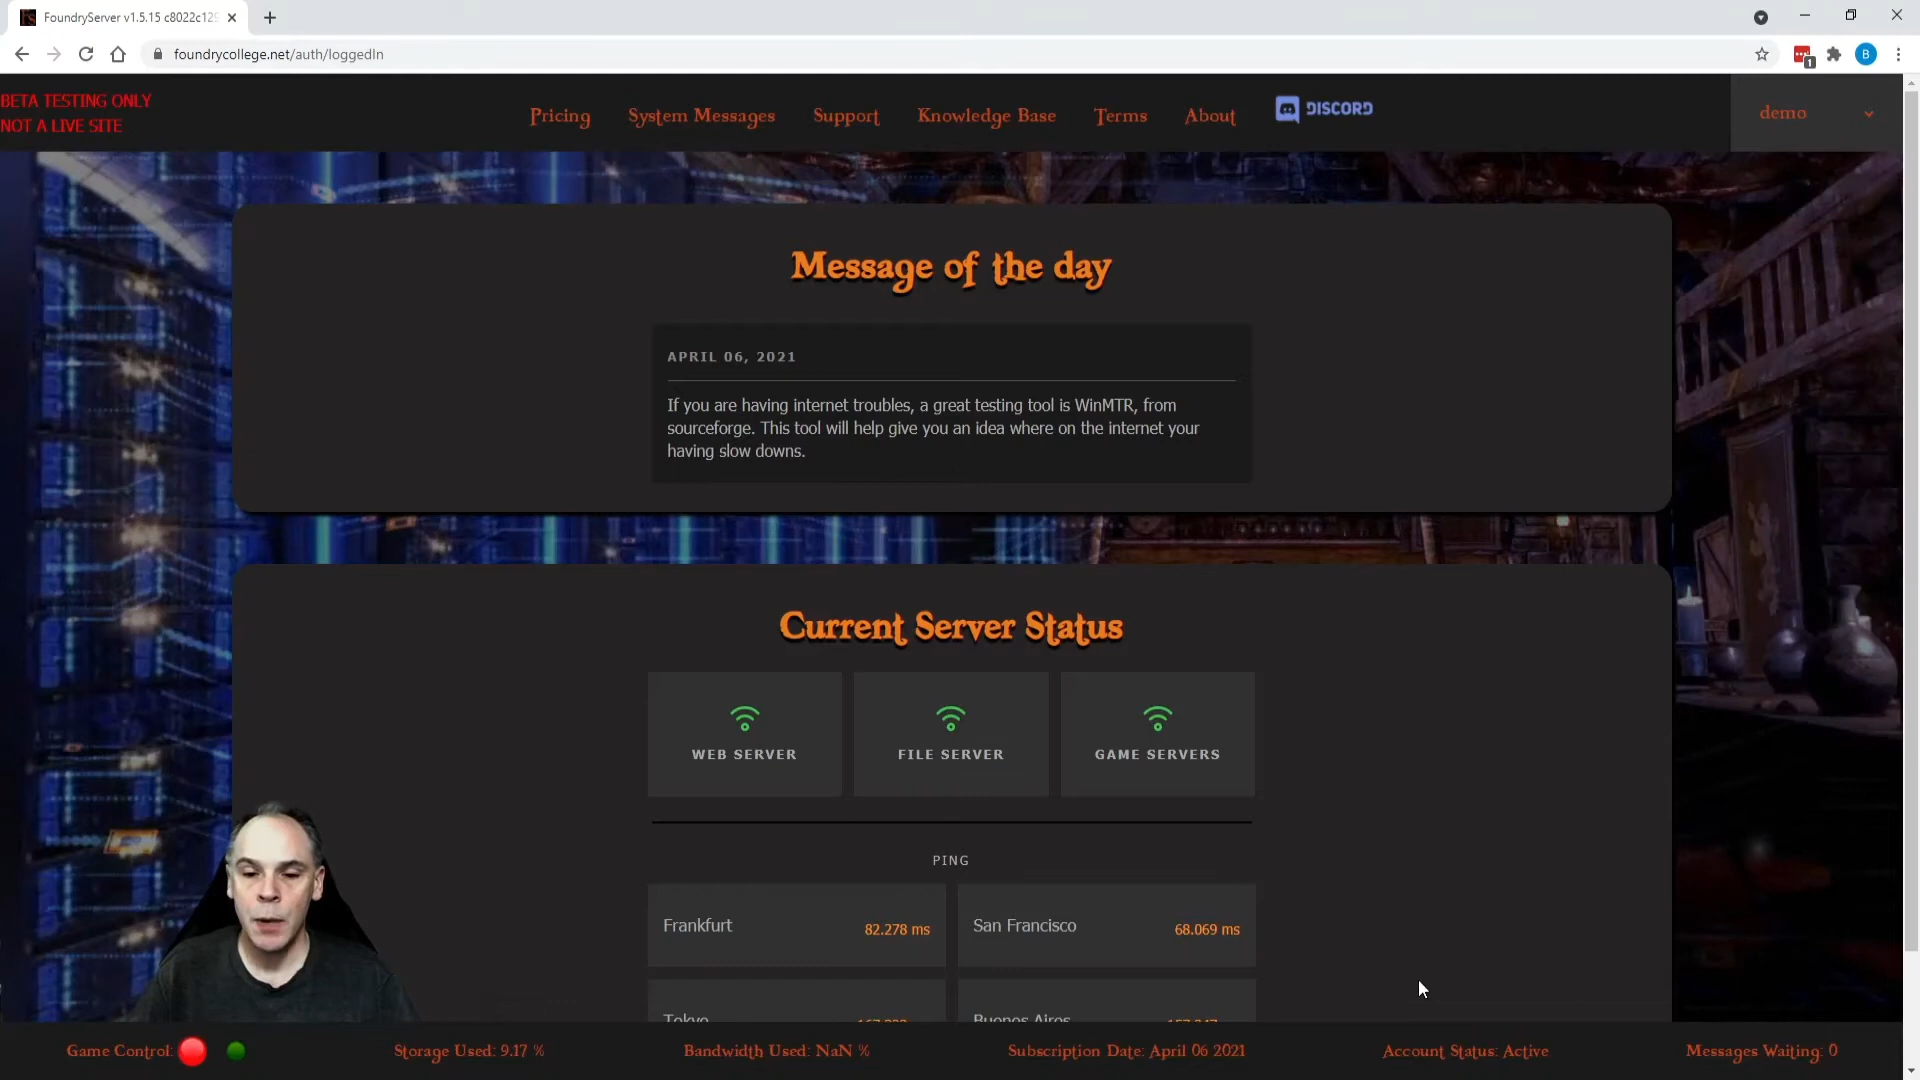 FoundryServer v1.5.15 c8022c129
foundrycollege.net/auth/loggedIn
1
B
BETA TESTING ONLY
NOT A LIVE SITE
Pricing
System Messages
Support
Knowledge Base
Terms
About
DISCORD
demo
Message of the day
APRIL 06, 2021
If you are having internet troubles, a great testing tool is WinMTR, from
sourceforge. This tool will help give you an idea where on the internet your
having slow downs.
Current Server Status
WEB SERVER
FILE SERVER
GAME SERVERS
PING
Frankfurt 82.278 ms
San Francisco 68.069 ms
Tokyo
Buenos Aires
Game Control:
Storage Used: 9.17 %
Bandwidth Used: NaN %
Subscription Date: April 06 2021
Account Status: Active
Messages Waiting: 0